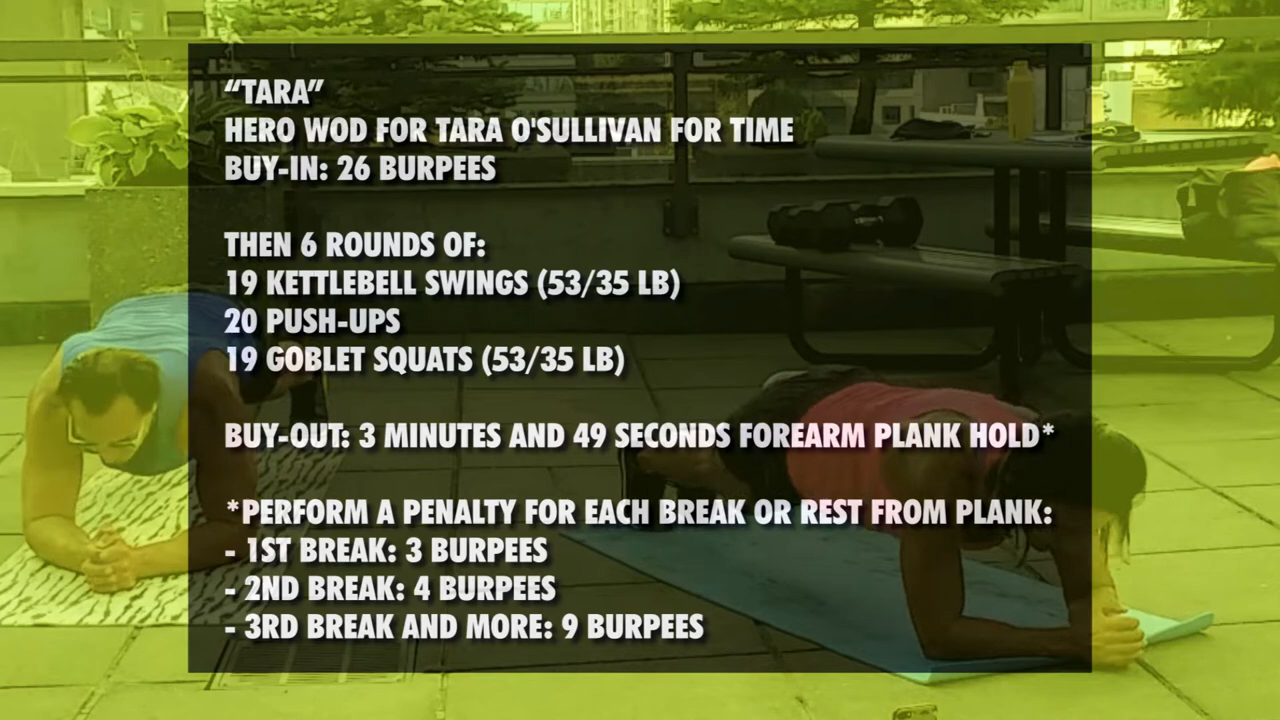 “TARA”
HERO WOD FOR TARA O'SULLIVAN FOR TIME
BUY-IN: 26 BURPEES
THEN 6 ROUNDS OF:
19 KETTLEBELL SWINGS (53/35 LB)
20 PUSH-UPS
19 GOBLET SQUATS (53/35 LB)
BUY-OUT: 3 MINUTES AND 49 SECONDS FOREARM PLANK HOLD*
*PERFORM A PENALTY FOR EACH BREAK OR REST FROM PLANK:
- 1ST BREAK: 3 BURPEES
- 2ND BREAK: 4 BURPEES
- 3RD BREAK AND MORE: 9 BURPEES